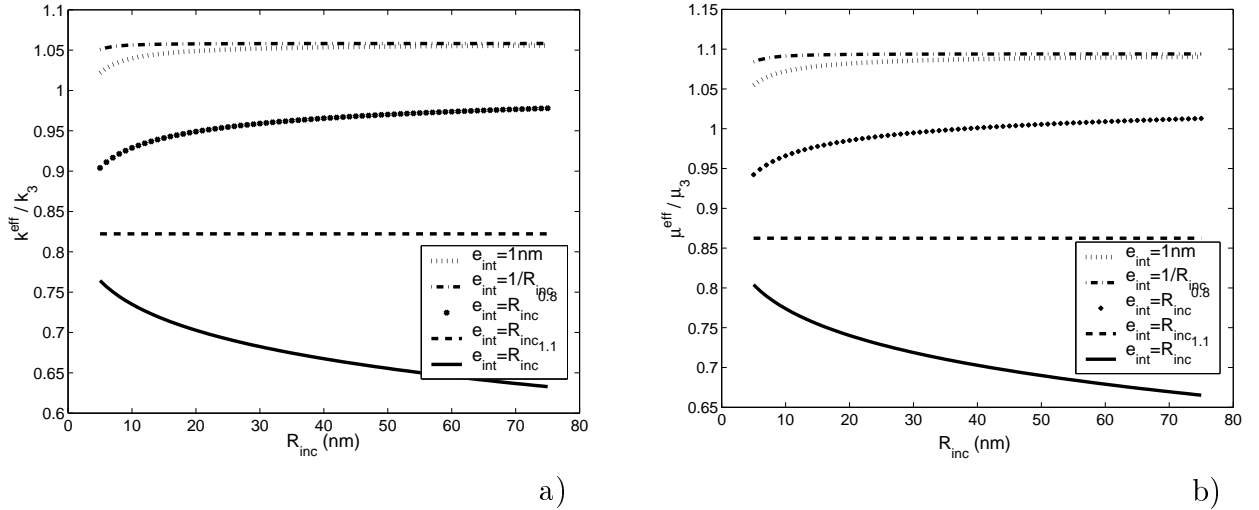 1.1
1.05
1
0.95
0.9
0.85
0.8
0.75
0.7
0.65
0.6
k^eff / k_3
0 10 20 30 40 50 60 70 80
R_inc (nm)
e_int=1nm
e_int=1/R_inc
e_int=R_inc^0.8
e_int=R_inc
e_int=R_inc^1.1
a)
1.15
1.1
1.05
1
0.95
0.9
0.85
0.8
0.75
0.7
0.65
μ^eff / μ_3
0 10 20 30 40 50 60 70 80
R_inc (nm)
e_int=1nm
e_int=1/R_inc
e_int=R_inc^0.8
e_int=R_inc
e_int=R_inc^1.1
b)